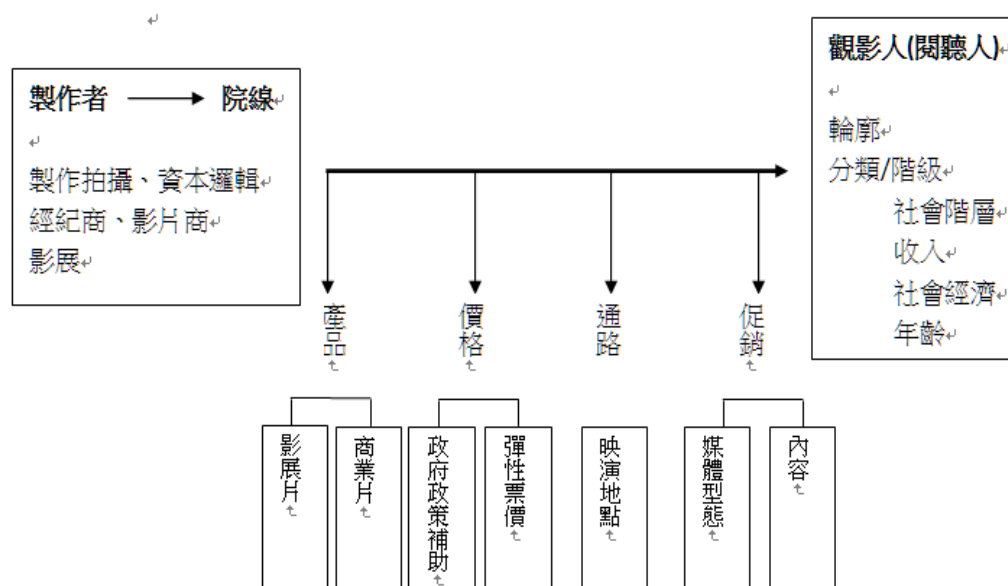 製作者 院線
製作拍攝、資本邏輯
經紀商、影片商
影展
觀影人(閱聽人)
輪廓
分類/階級
社會階層
收入
社會經濟
年齡
產品
價格
通路
促銷
影展片
商業片
政府政策補助
彈性票價
映演地點
媒體型態
內容